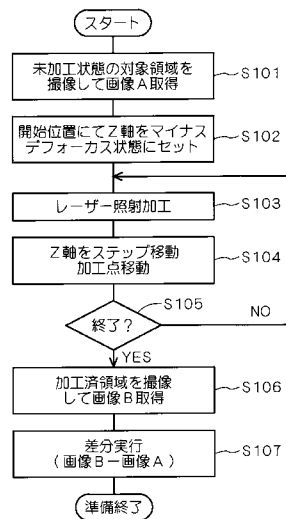 スタート
未加工状態の対象領域を
撮像して画像A取得
S101
開始位置にてZ軸をマイナス
デフォーカス状態にセット
S102
レーザー照射加工
S103
Z軸をステップ移動
加工点移動
S104
終了?
S105
NO
YES
加工済領域を撮像
して画像B取得
S106
差分実行
(画像B－画像A)
S107
準備終了